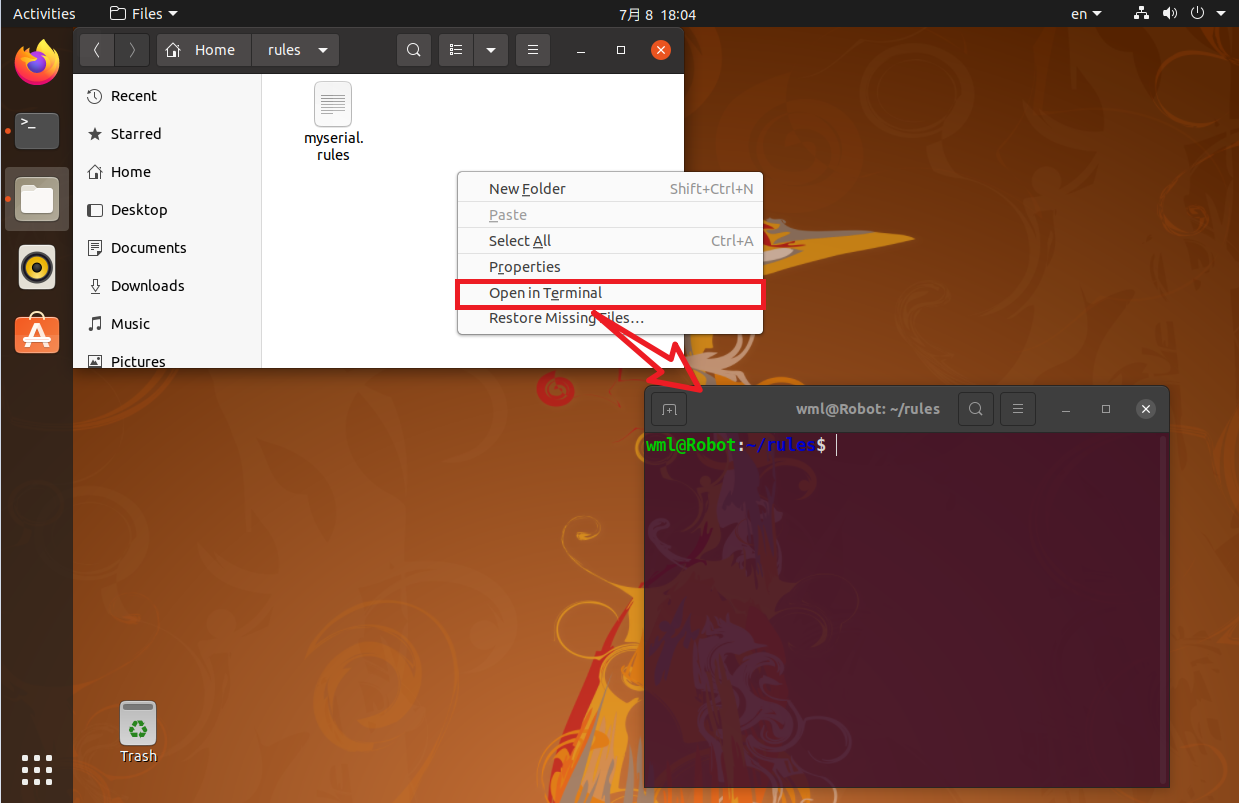 Activities Files 7月 8 18:04 en
Home rules
Recent
Starred
Home
Desktop
Documents
Downloads
Music
Pictures
myserial.
rules
New Folder Shift+Ctrl+N
Paste
Select All Ctrl+A
Properties
Open in Terminal
Restore Missing Files…
wml@Robot: ~/rules
wml@Robot:~/rules$
>_
Trash